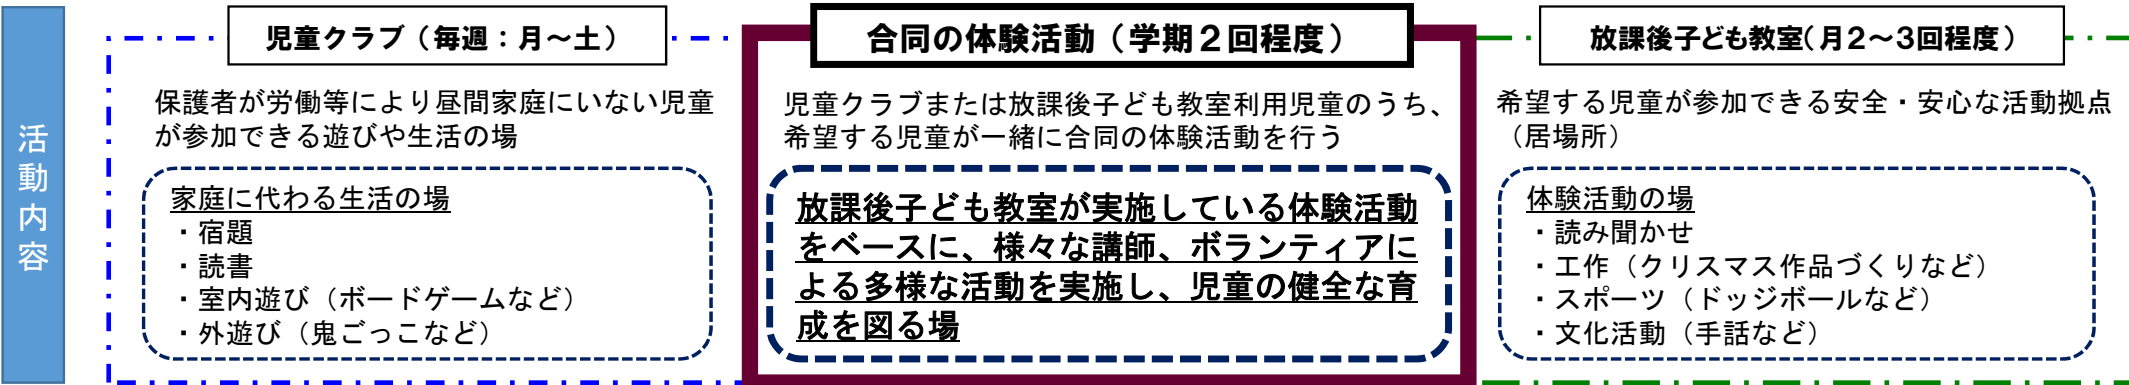 活動内容
児童クラブ（毎週：月～土）
保護者が労働等により昼間家庭にいない児童
が参加できる遊びや生活の場
家庭に代わる生活の場
・宿題
・読書
・室内遊び（ボードゲームなど）
・外遊び（鬼ごっこなど）
合同の体験活動（学期２回程度）
児童クラブまたは放課後子ども教室利用児童のうち、
希望する児童が一緒に合同の体験活動を行う
放課後子ども教室が実施している体験活動
をベースに、様々な講師、ボランティアに
よる多様な活動を実施し、児童の健全な育
成を図る場
放課後子ども教室（月２～３回程度）
希望する児童が参加できる安全・安心な活動拠点
（居場所）
体験活動の場
・読み聞かせ
・工作（クリスマス作品づくりなど）
・スポーツ（ドッジボールなど）
・文化活動（手話など）